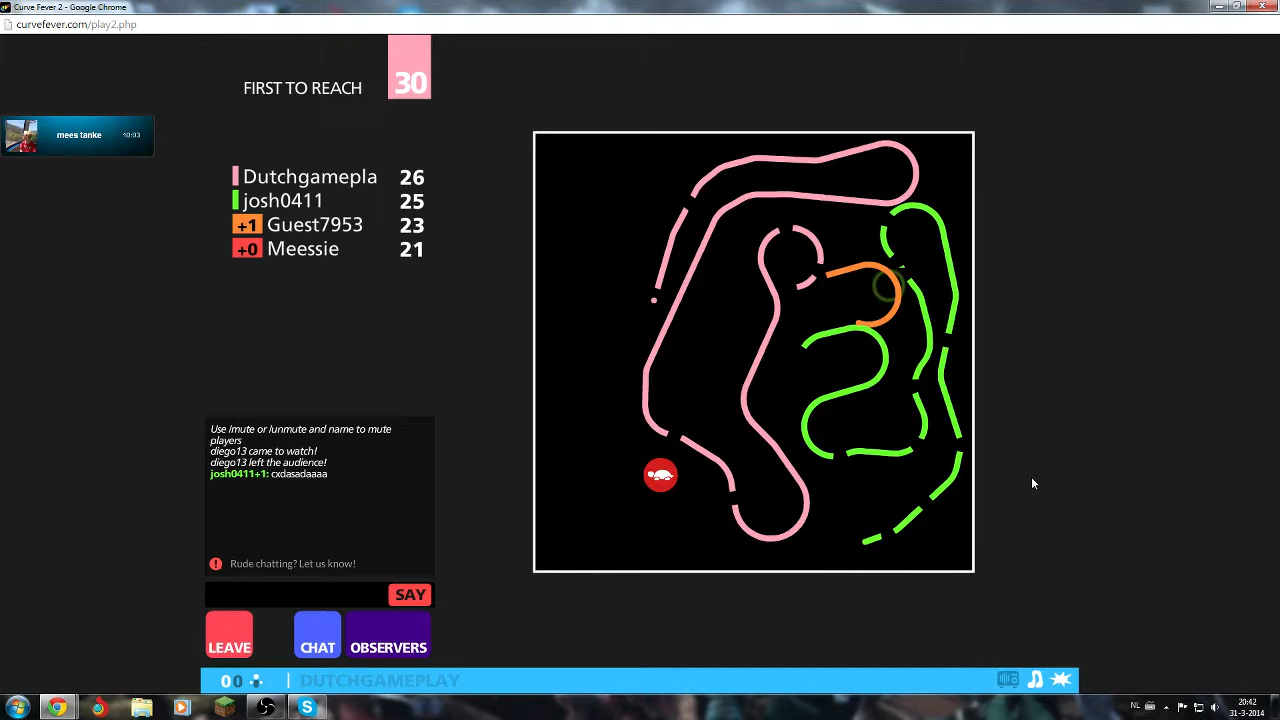 Curve Fever 2 - Google Chrome
curvefever.com/play2.php
FIRST TO REACH 30
mees tanke 10:03
Dutchgamepla 26
josh0411 25
+1 Guest7953 23
+0 Meessie 21
Use /mute or /unmute and name to mute
players
diego13 came to watch!
diego13 left the audience!
josh0411+1: cxdasadaaaa
! Rude chatting? Let us know!
SAY
LEAVE CHAT OBSERVERS
00 DUTCHGAMEPLAY
NL 20:42
31-3-2014